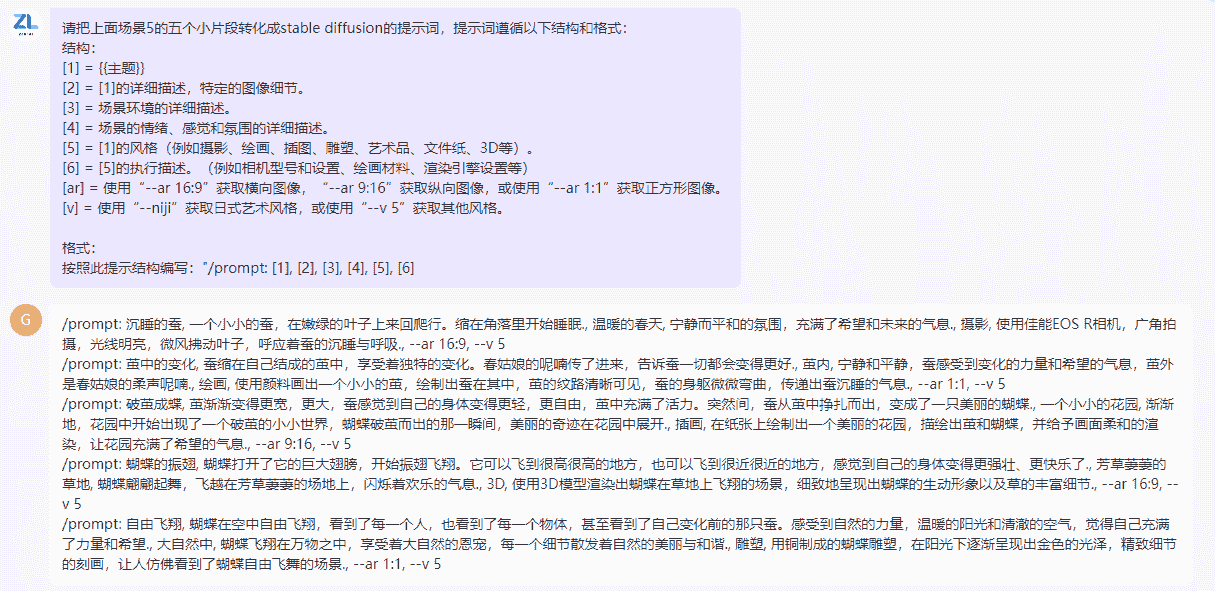 ZL
请把上面场景5的五个小片段转化成stable diffusion的提示词，提示词遵循以下结构和格式：
结构：
[1] = {{主题}}
[2] = [1]的详细描述，特定的图像细节。
[3] = 场景环境的详细描述。
[4] = 场景的情绪、感觉和氛围的详细描述。
[5] = [1]的风格（例如摄影、绘画、插图、雕塑、艺术品、文件纸、3D等）。
[6] = [5]的执行描述。（例如相机型号和设置、绘画材料、渲染引擎设置等）
[ar] = 使用“--ar 16:9”获取横向图像，“--ar 9:16”获取纵向图像，或使用“--ar 1:1”获取正方形图像。
[v] = 使用“--niji”获取日式艺术风格，或使用“--v 5”获取其他风格。
格式：
按照此提示结构编写："/prompt: [1], [2], [3], [4], [5], [6]
G
/prompt: 沉睡的蚕, 一个小小的蚕，在嫩绿的叶子上来回爬行。缩在角落里开始睡眠., 温暖的春天, 宁静而平和的氛围，充满了希望和未来的气息., 摄影, 使用佳能EOS R相机，广角拍
摄，光线明亮，微风拂动叶子，呼应着蚕的沉睡与呼吸., --ar 16:9, --v 5
/prompt: 茧中的变化, 蚕缩在自己结成的茧中，享受着独特的变化。春姑娘的呢喃传了进来，告诉蚕一切都会变得更好., 茧内, 宁静和平静，蚕感受到变化的力量和希望的气息，茧外
是春姑娘的柔声呢喃., 绘画, 使用颜料画出一个小小的茧，绘制出蚕在其中，茧的纹路清晰可见，蚕的身躯微微弯曲，传递出蚕沉睡的气息., --ar 1:1, --v 5
/prompt: 破茧成蝶, 茧渐渐变得更宽，更大，蚕感觉到自己的身体变得更轻，更自由，茧中充满了活力。突然间，蚕从茧中挣扎而出，变成了一只美丽的蝴蝶., 一个小小的花园, 渐渐
地，花园中开始出现了一个破茧的小小世界，蝴蝶破茧而出的那一瞬间，美丽的奇迹在花园中展开., 插画, 在纸张上绘制出一个美丽的花园，描绘出茧和蝴蝶，并给予画面柔和的渲
染，让花园充满了希望的气息., --ar 9:16, --v 5
/prompt: 蝴蝶的振翅, 蝴蝶打开了它的巨大翅膀，开始振翅飞翔。它可以飞到很高很高的地方，也可以飞到很近很近的地方，感觉到自己的身体变得更强壮、更快乐了., 芳草萋萋的
草地, 蝴蝶翩翩起舞，飞越在芳草萋萋的场地上，闪烁着欢乐的气息., 3D, 使用3D模型渲染出蝴蝶在草地上飞翔的场景，细致地呈现出蝴蝶的生动形象以及草的丰富细节., --ar 16:9, --
v 5
/prompt: 自由飞翔, 蝴蝶在空中自由飞翔，看到了每一个人，也看到了每一个物体，甚至看到了自己变化前的那只蚕。感受到自然的力量，温暖的阳光和清澈的空气，觉得自己充满
了力量和希望., 大自然中, 蝴蝶飞翔在万物之中，享受着大自然的恩宠，每一个细节散发着自然的美丽与和谐., 雕塑, 用铜制成的蝴蝶雕塑，在阳光下逐渐呈现出金色的光泽，精致细节
的刻画，让人仿佛看到了蝴蝶自由飞舞的场景., --ar 1:1, --v 5